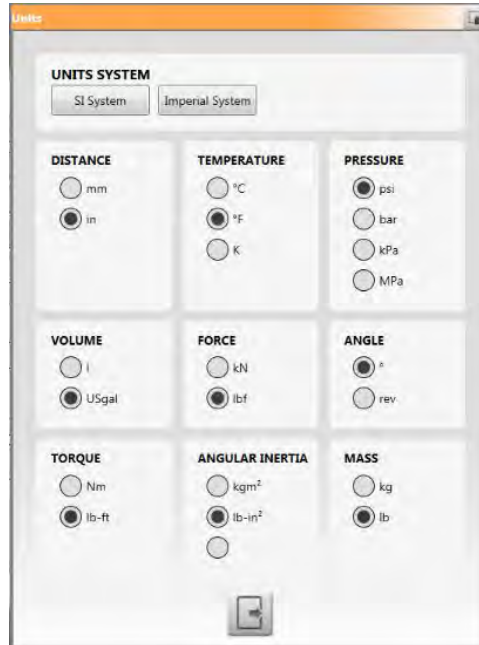 Units
UNITS SYSTEM
SI System
Imperial System
DISTANCE
mm
in
TEMPERATURE
°C
°F
K
PRESSURE
psi
bar
kPa
MPa
VOLUME
l
USgal
FORCE
kN
lbf
ANGLE
°
rev
TORQUE
Nm
lb-ft
ANGULAR INERTIA
kgm²
lb-in²
MASS
kg
lb